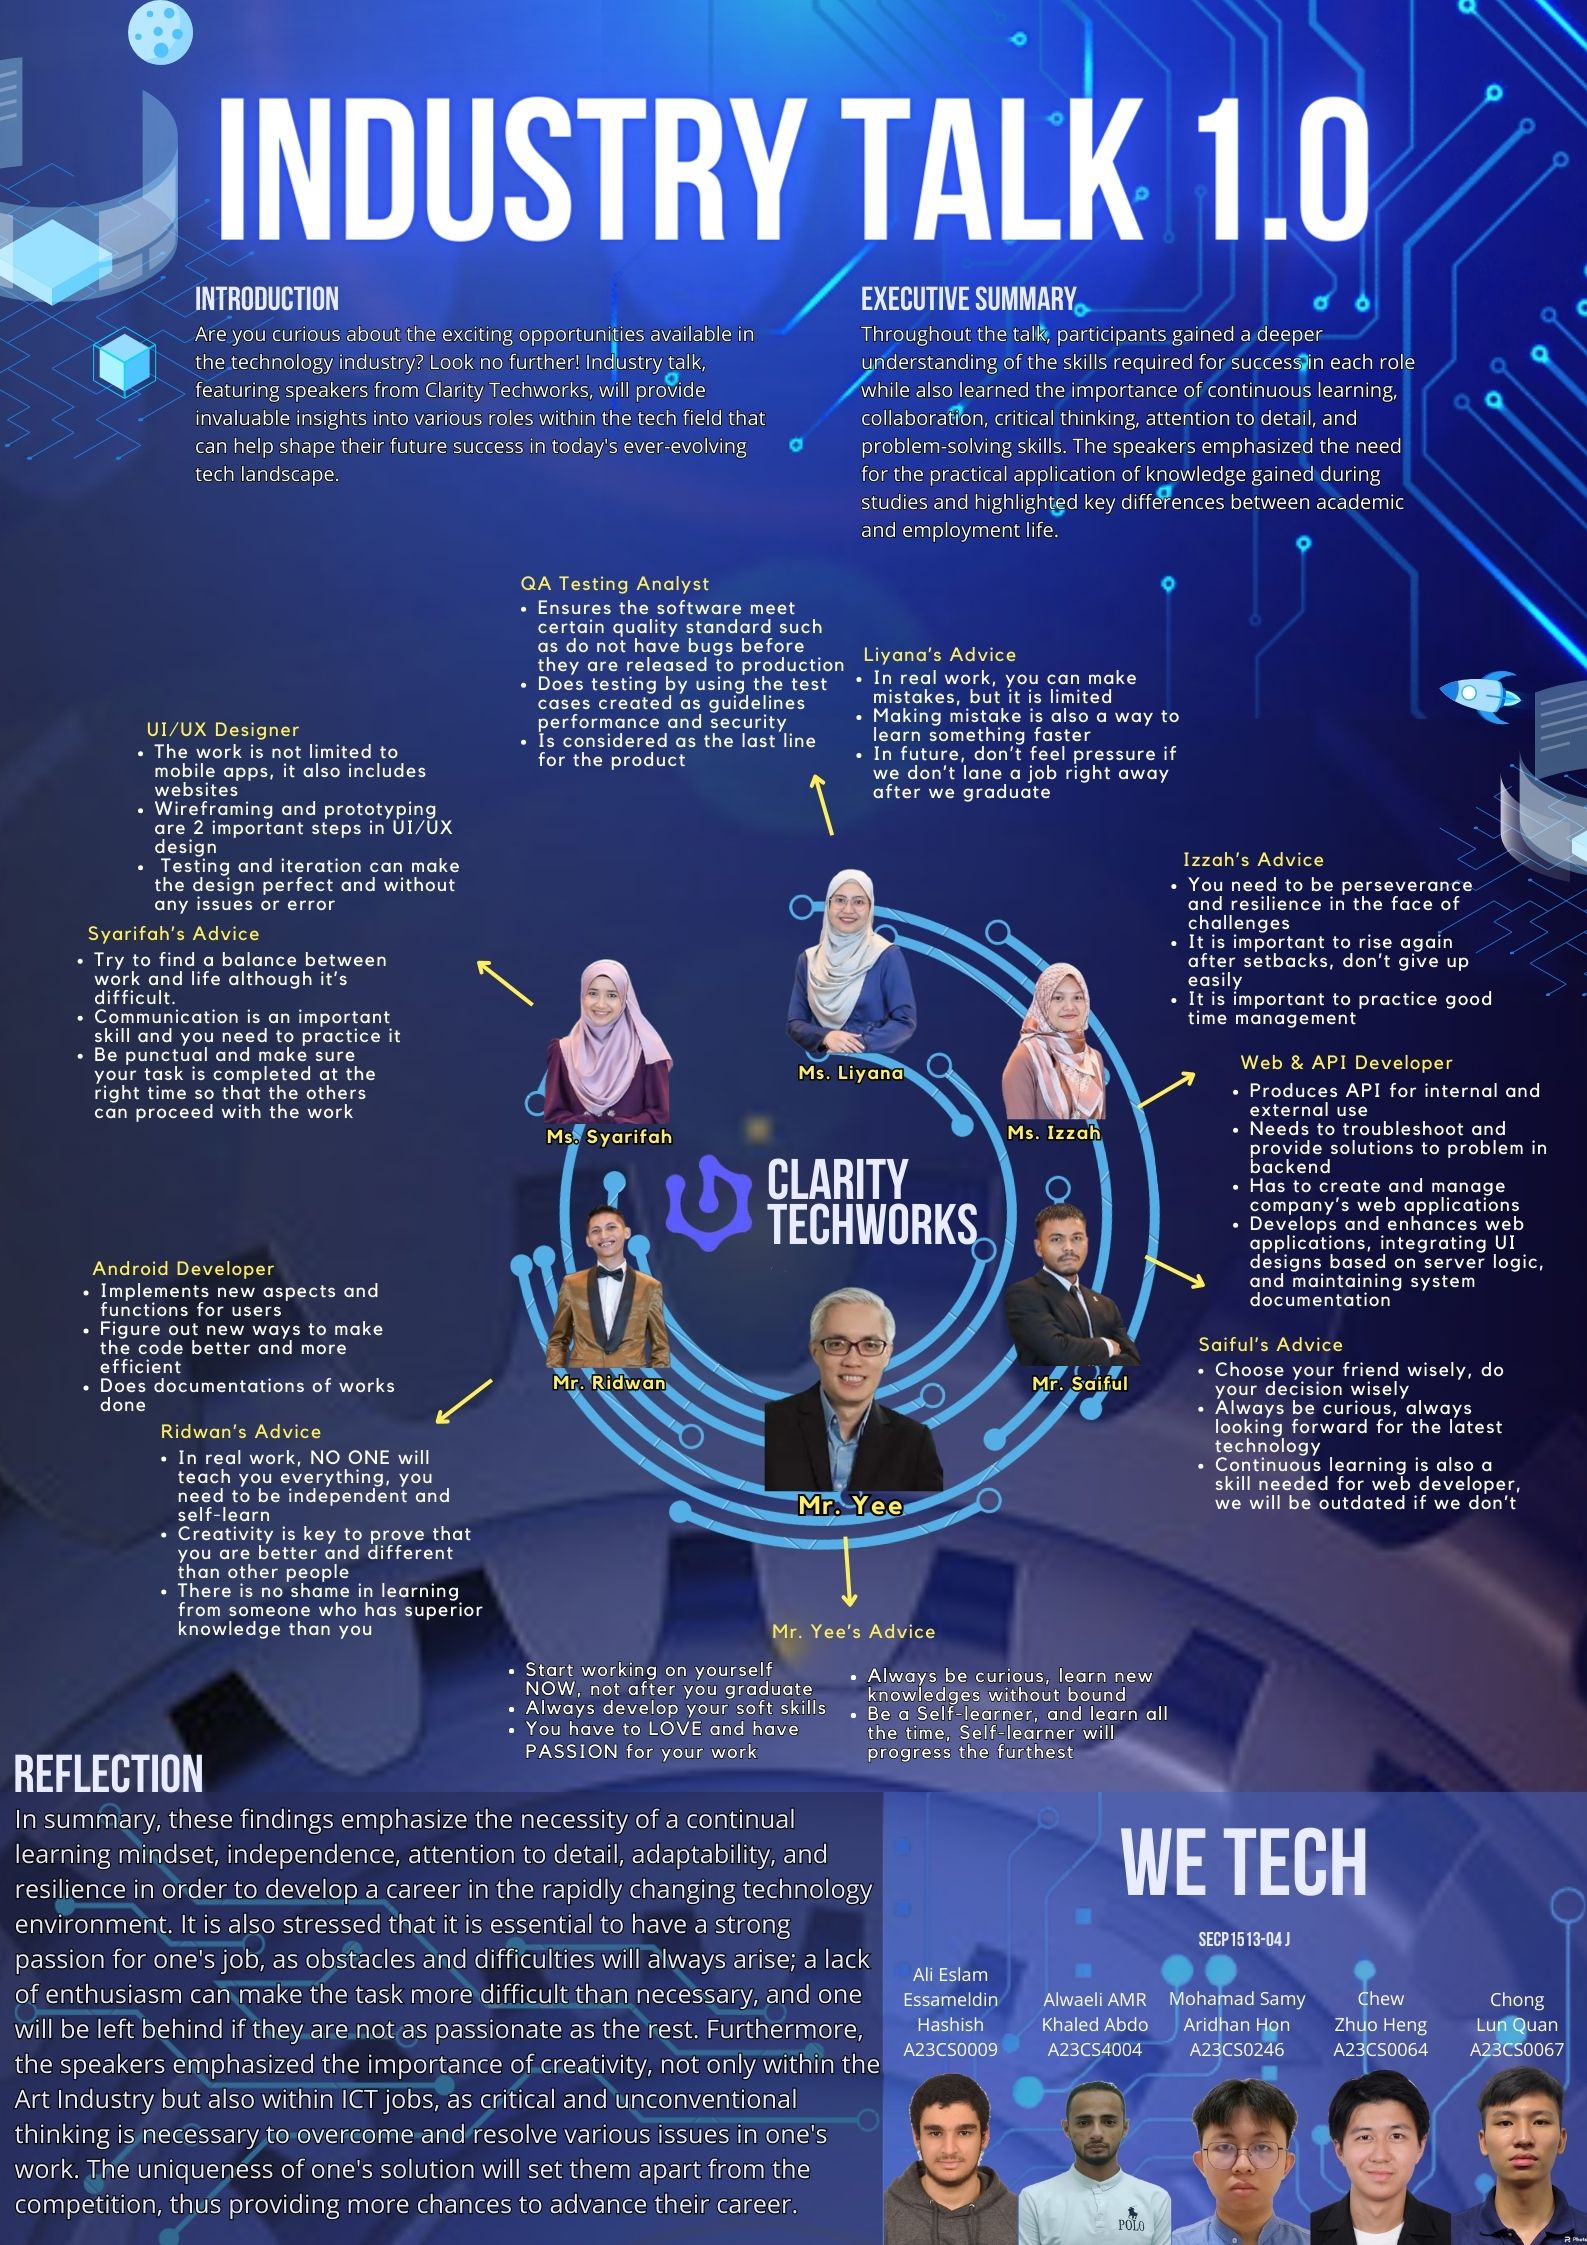 INDUSTRY TALK 1.0
INTRODUCTION
Are you curious about the exciting opportunities available in
the technology industry? Look no further! Industry talk,
featuring speakers from Clarity Techworks, will provide
invaluable insights into various roles within the tech field that
can help shape their future success in today's ever-evolving
tech landscape.
EXECUTIVE SUMMARY
Throughout the talk, participants gained a deeper
understanding of the skills required for success in each role
while also learned the importance of continuous learning,
collaboration, critical thinking, attention to detail, and
problem-solving skills. The speakers emphasized the need
for the practical application of knowledge gained during
studies and highlighted key differences between academic
and employment life.
QA Testing Analyst
• Ensures the software meet
certain quality standard such
as do not have bugs before
they are released to production
• Does testing by using the test
cases created as guidelines
performance and security
• Is considered as the last line
for the product
Liyana's Advice
• In real work, you can make
mistakes, but it is limited
• Making mistake is also a way to
learn something faster
• In future, don't feel pressure if
we don't lane a job right away
after we graduate
UI/UX Designer
• The work is not limited to
mobile apps, it also includes
websites
• Wireframing and prototyping
are 2 important steps in UI/UX
design
• Testing and iteration can make
the design perfect and without
any issues or error
Syarifah's Advice
• Try to find a balance between
work and life although it's
difficult.
• Communication is an important
skill and you need to practice it
• Be punctual and make sure
your task is completed at the
right time so that the others
can proceed with the work
Izzah's Advice
• You need to be perseverance
and resilience in the face of
challenges
• It is important to rise again
after setbacks, don't give up
easily
• It is important to practice good
time management
Web & API Developer
• Produces API for internal and
external use
• Needs to troubleshoot and
provide solutions to problem in
backend
• Has to create and manage
company's web applications
• Develops and enhances web
applications, integrating UI
designs based on server logic,
and maintaining system
documentation
Ms. Liyana
Ms. Syarifah
Ms. Izzah
CLARITY
TECHWORKS
Mr. Ridwan
Mr. Saiful
Mr. Yee
Android Developer
• Implements new aspects and
functions for users
• Figure out new ways to make
the code better and more
efficient
• Does documentations of works
done
Ridwan's Advice
• In real work, NO ONE will
teach you everything, you
need to be independent and
self-learn
• Creativity is key to prove that
you are better and different
than other people
• There is no shame in learning
from someone who has superior
knowledge than you
Saiful's Advice
• Choose your friend wisely, do
your decision wisely
• Always be curious, always
looking forward for the latest
technology
• Continuous learning is also a
skill needed for web developer,
we will be outdated if we don't
Mr. Yee's Advice
• Start working on yourself
NOW, not after you graduate
• Always develop your soft skills
• You have to LOVE and have
PASSION for your work
• Always be curious, learn new
knowledges without bound
• Be a Self-learner, and learn all
the time, Self-learner will
progress the furthest
REFLECTION
In summary, these findings emphasize the necessity of a continual
learning mindset, independence, attention to detail, adaptability, and
resilience in order to develop a career in the rapidly changing technology
environment. It is also stressed that it is essential to have a strong
passion for one's job, as obstacles and difficulties will always arise; a lack
of enthusiasm can make the task more difficult than necessary, and one
will be left behind if they are not as passionate as the rest. Furthermore,
the speakers emphasized the importance of creativity, not only within the
Art Industry but also within ICT jobs, as critical and unconventional
thinking is necessary to overcome and resolve various issues in one's
work. The uniqueness of one's solution will set them apart from the
competition, thus providing more chances to advance their career.
WE TECH
SECP1513-04 J
Ali Eslam
Essameldin
Hashish
A23CS0009
Alwaeli AMR
Khaled Abdo
A23CS4004
Mohamad Samy
Aridhan Hon
A23CS0246
Chew
Zhuo Heng
A23CS0064
Chong
Lun Quan
A23CS0067
POLO